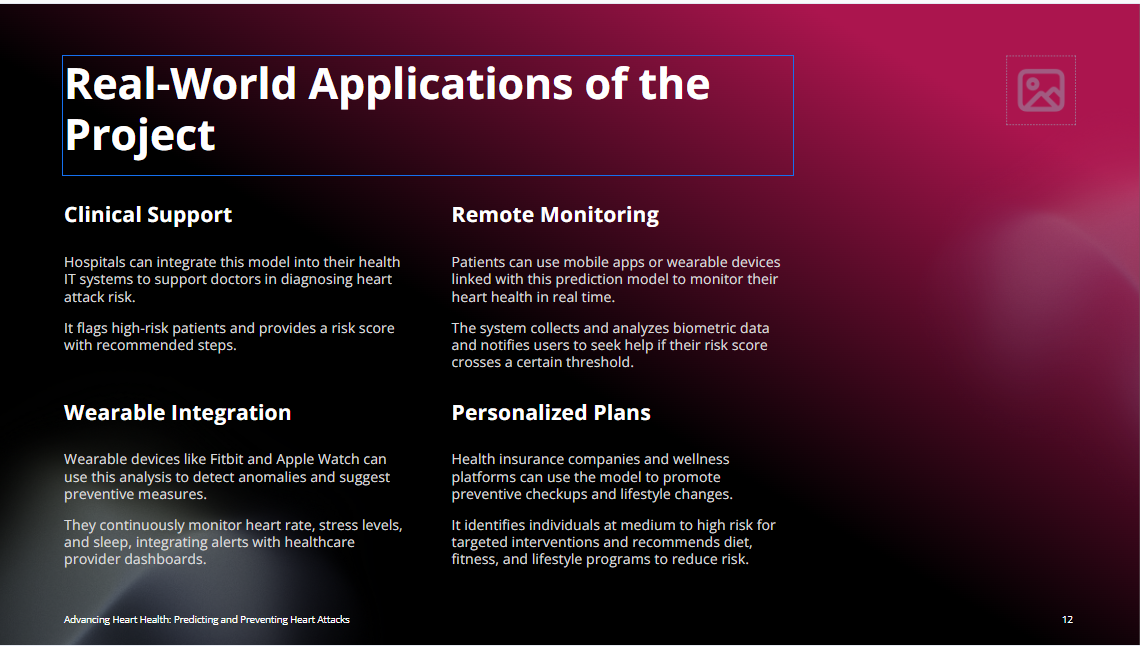 Real-World Applications of the
Project
Clinical Support
Hospitals can integrate this model into their health
IT systems to support doctors in diagnosing heart
attack risk.
It flags high-risk patients and provides a risk score
with recommended steps.
Remote Monitoring
Patients can use mobile apps or wearable devices
linked with this prediction model to monitor their
heart health in real time.
The system collects and analyzes biometric data
and notifies users to seek help if their risk score
crosses a certain threshold.
Wearable Integration
Wearable devices like Fitbit and Apple Watch can
use this analysis to detect anomalies and suggest
preventive measures.
They continuously monitor heart rate, stress levels,
and sleep, integrating alerts with healthcare
provider dashboards.
Personalized Plans
Health insurance companies and wellness
platforms can use the model to promote
preventive checkups and lifestyle changes.
It identifies individuals at medium to high risk for
targeted interventions and recommends diet,
fitness, and lifestyle programs to reduce risk.
Advancing Heart Health: Predicting and Preventing Heart Attacks
12